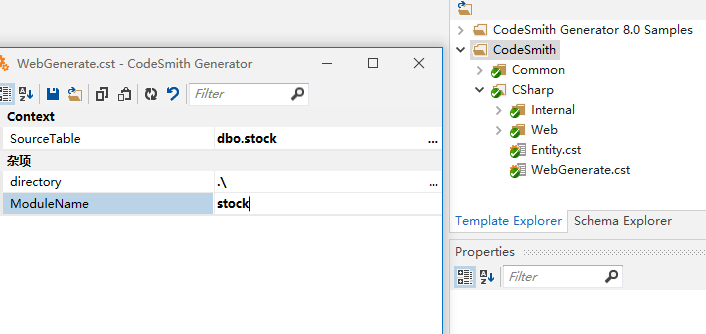 WebGenerate.cst - CodeSmith Generator
Filter
Context
SourceTable dbo.stock ...
杂项
directory .\ ...
ModuleName stock
CodeSmith Generator 8.0 Samples
CodeSmith
Common
CSharp
Internal
Web
Entity.cst
WebGenerate.cst
Template Explorer Schema Explorer
Properties
Filter